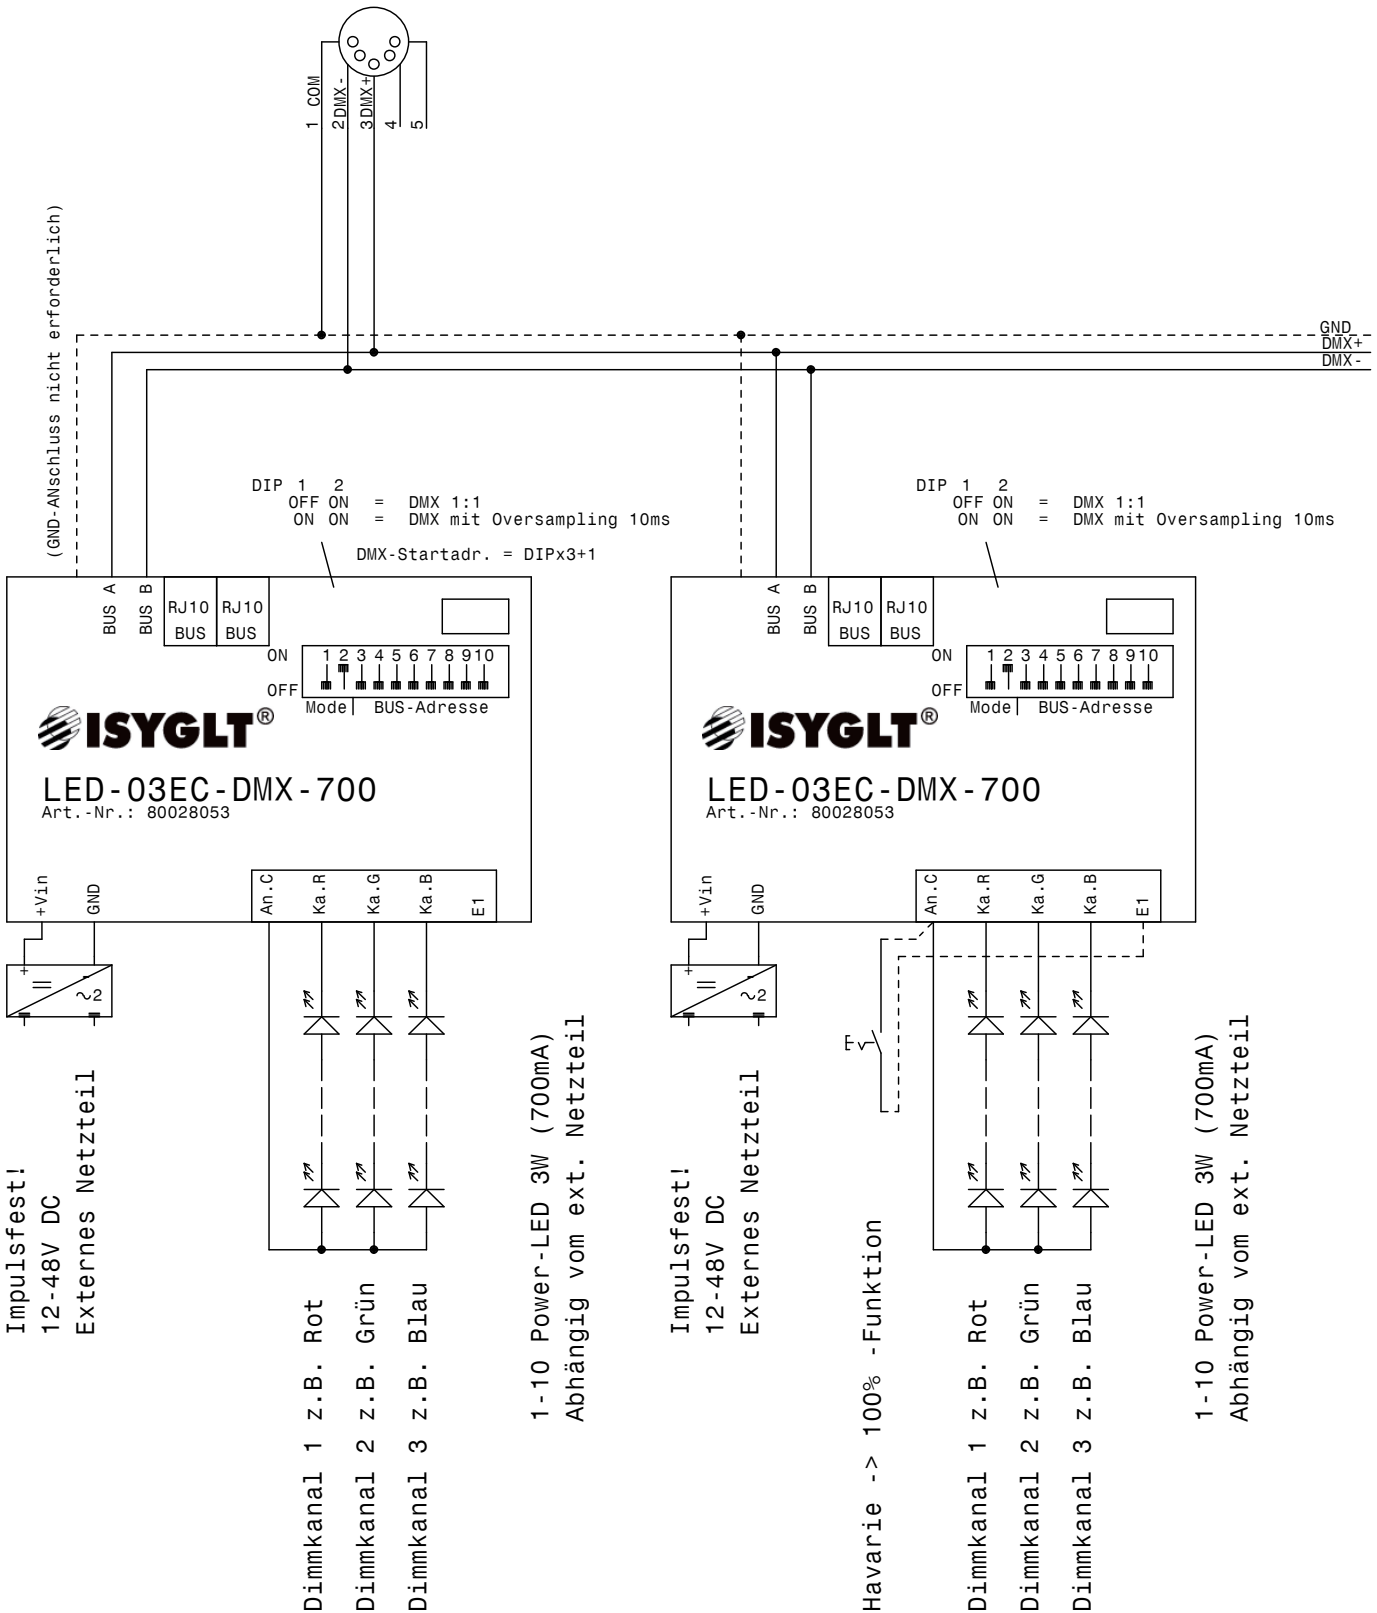 1 COM
2 DMX-
3 DMX+
4
5
(GND-ANschluss nicht erforderlich)
GND
DMX+
DMX-
DIP 1 2
OFF ON = DMX 1:1
ON ON = DMX mit Oversampling 10ms
DMX-Startadr. = DIPx3+1
BUS A
BUS B
RJ10 BUS
RJ10 BUS
ON
1 2 3 4 5 6 7 8 9 10
OFF
Mode| BUS-Adresse
ISYGLT®
LED-03EC-DMX-700
Art.-Nr.: 80028053
+Vin
GND
An.C
Ka.R
Ka.G
Ka.B
E1
+
-
~2
Impulsfest!
12-48V DC
Externes Netzteil
Dimmkanal 1 z.B. Rot
Dimmkanal 2 z.B. Grün
Dimmkanal 3 z.B. Blau
1-10 Power-LED 3W (700mA)
Abhängig vom ext. Netzteil
DIP 1 2
OFF ON = DMX 1:1
ON ON = DMX mit Oversampling 10ms
BUS A
BUS B
RJ10 BUS
RJ10 BUS
ON
1 2 3 4 5 6 7 8 9 10
OFF
Mode| BUS-Adresse
ISYGLT®
LED-03EC-DMX-700
Art.-Nr.: 80028053
+Vin
GND
An.C
Ka.R
Ka.G
Ka.B
E1
+
-
~2
Impulsfest!
12-48V DC
Externes Netzteil
Havarie -> 100% -Funktion
Dimmkanal 1 z.B. Rot
Dimmkanal 2 z.B. Grün
Dimmkanal 3 z.B. Blau
1-10 Power-LED 3W (700mA)
Abhängig vom ext. Netzteil